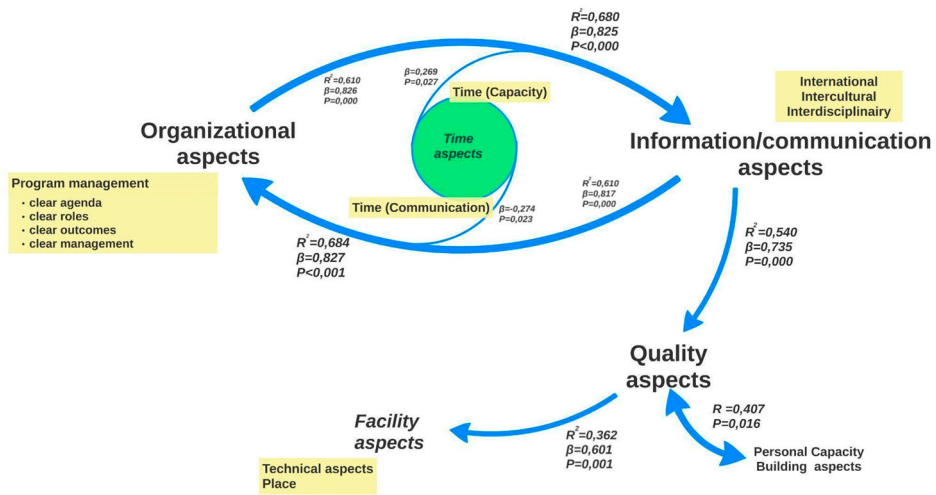 R²=0,680
β=0,825
P<0,000
R²=0,610
β=0,826
P=0,000
β=0,269
P=0,027
Time (Capacity)
International
Intercultural
Interdisciplinairy
Organizational
aspects
Time
aspects
Information/communication
aspects
Program management
· clear agenda
· clear roles
· clear outcomes
· clear management
Time (Communication)
β=-0,274
P=0,023
R²=0,610
β=0,817
P=0,000
R²=0,684
β=0,827
P<0,001
R²=0,540
β=0,735
P=0,000
Quality
aspects
Facility
aspects
Technical aspects
Place
R²=0,362
β=0,601
P=0,001
R =0,407
P=0,016
Personal Capacity
Building aspects